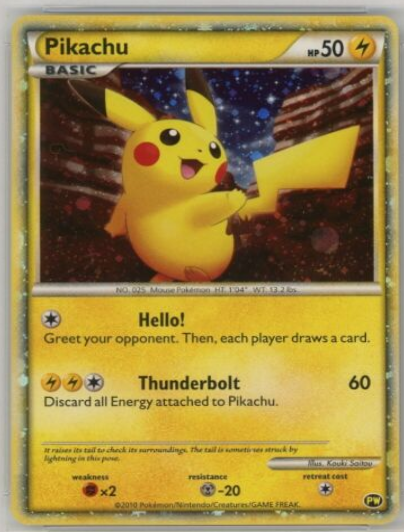 Pikachu HP 50
BASIC
NO. 025 Mouse Pokémon HT: 1'04" WT: 13.2 lbs.
Hello!
Greet your opponent. Then, each player draws a card.
Thunderbolt 60
Discard all Energy attached to Pikachu.
It raises its tail to check its surroundings. The tail is sometimes struck by
lightning in this pose.
Illus. Kouki Saitou
weakness resistance retreat cost
×2 -20
PW
©2010 Pokémon/Nintendo/Creatures/GAME FREAK.